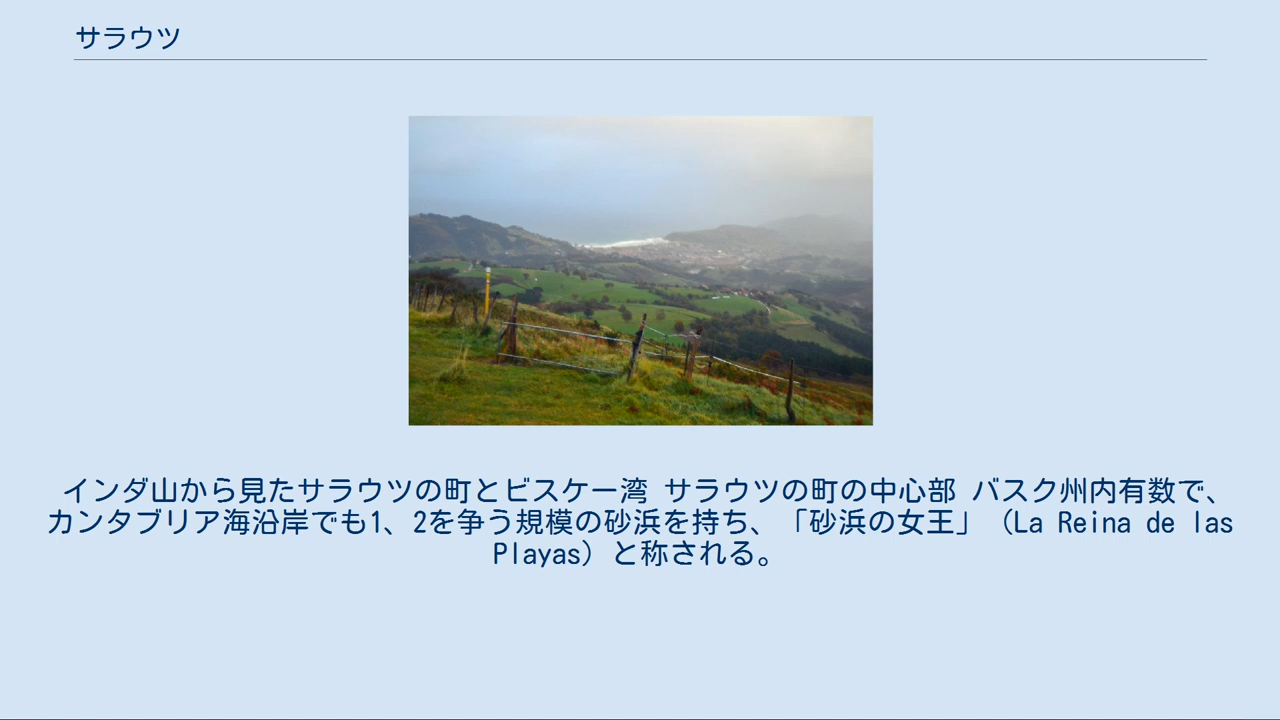 サラウツ
インダ山から見たサラウツの町とビスケー湾 サラウツの町の中心部 バスク州内有数で、
カンタブリア海沿岸でも1、2を争う規模の砂浜を持ち、「砂浜の女王」（La Reina de las
Playas）と称される。